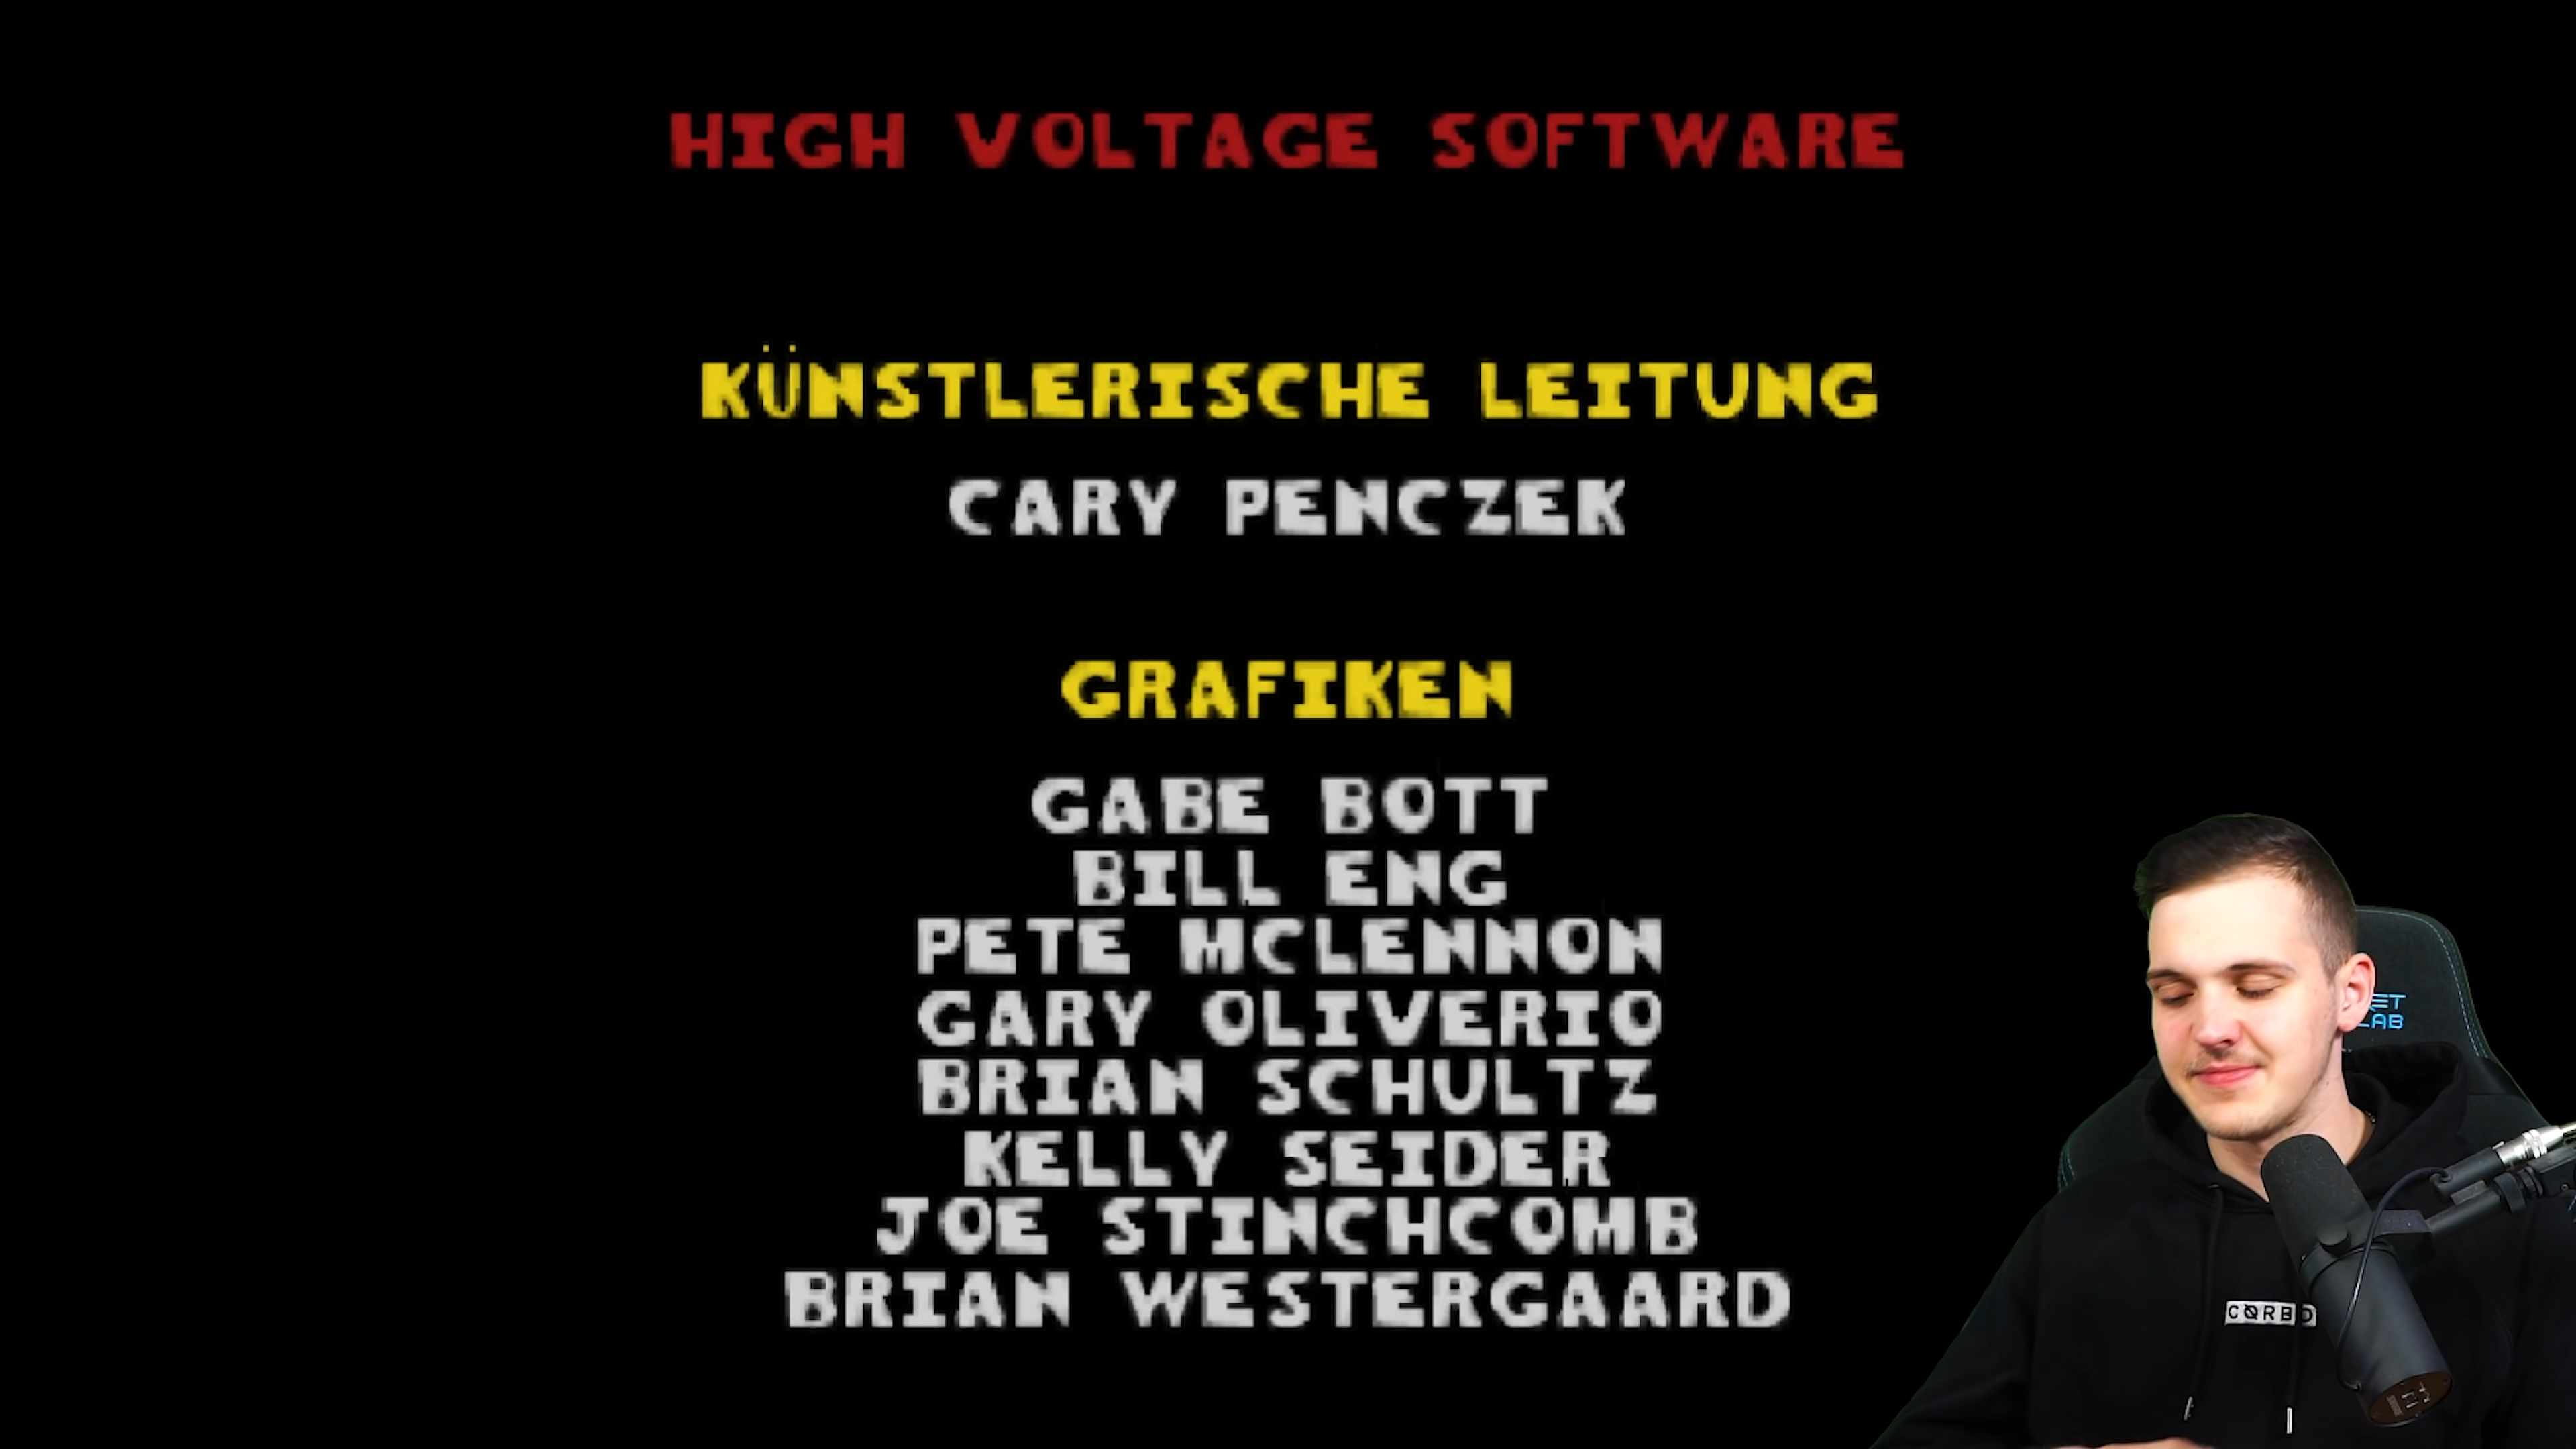 HIGH VOLTAGE SOFTWARE
KÜNSTLERISCHE LEITUNG
CARY PENCZEK
GRAFIKEN
GABE BOTT
BILL ENG
PETE MCLENNON
GARY OLIVERIO
BRIAN SCHULTZ
KELLY SEIDER
JOE STINCHCOMB
BRIAN WESTERGAARD
LAB